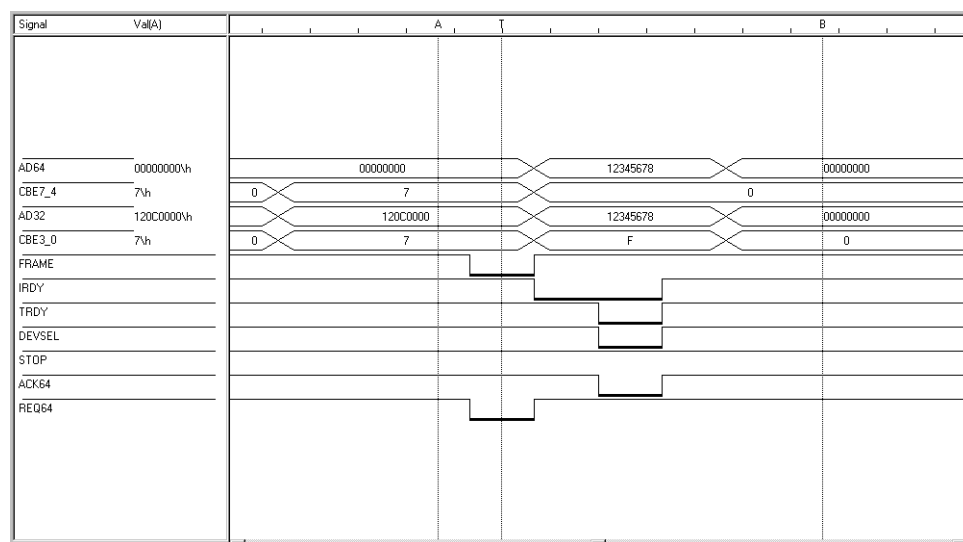 Signal Val(A) A T B
AD64 00000000\h 00000000 12345678 00000000
CBE7_4 7\h 0 7 0
AD32 120C0000\h 120C0000 12345678 00000000
CBE3_0 7\h 0 7 F 0
FRAME
IRDY
TRDY
DEVSEL
STOP
ACK64
REQ64